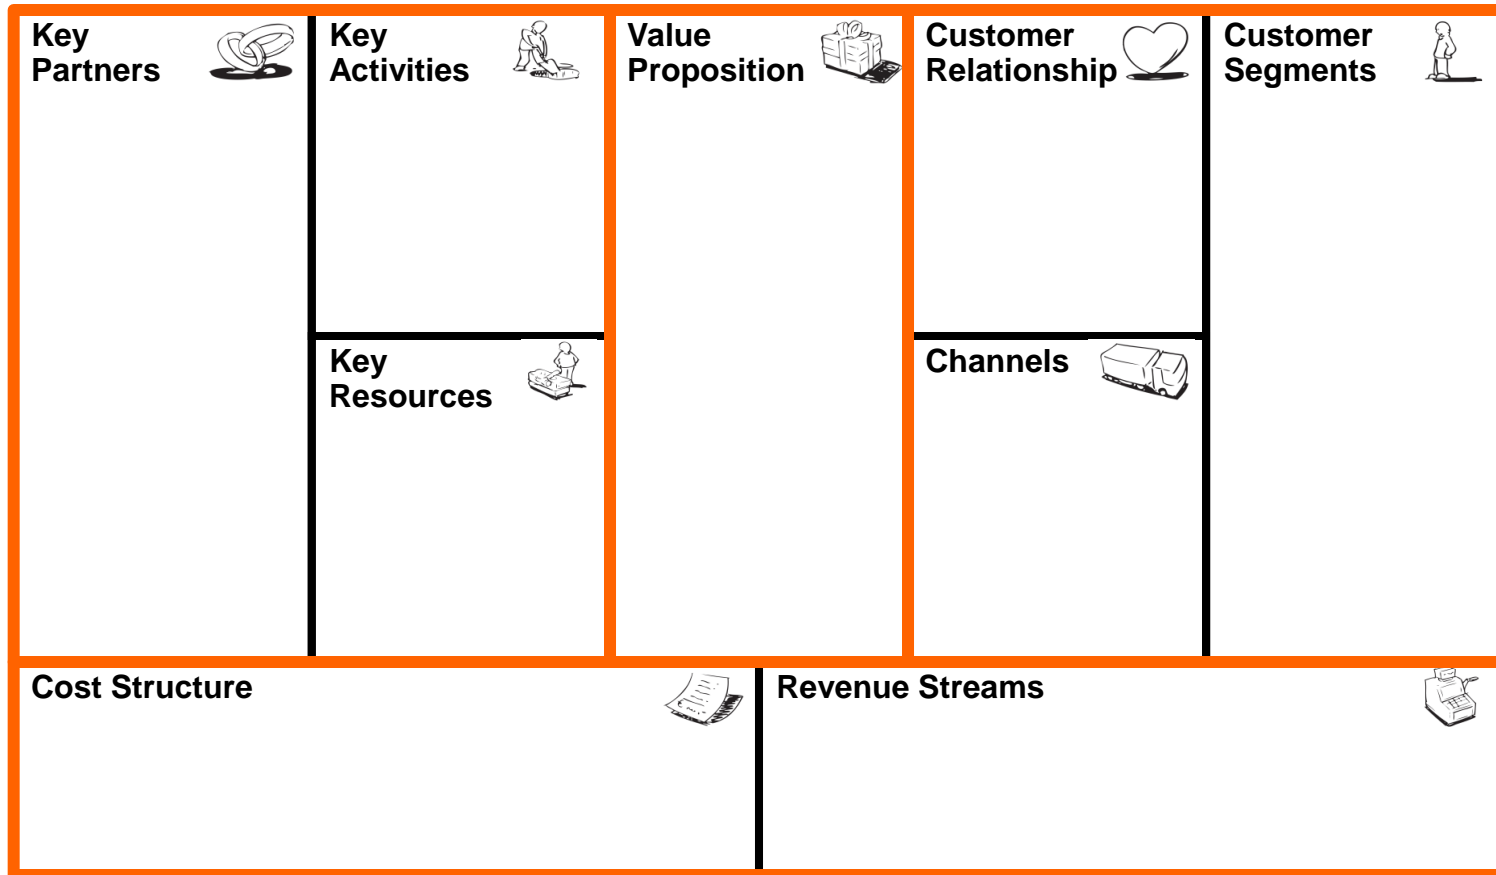 Key
Partners
Key
Activities
Key
Resources
Value
Proposition
Customer
Relationship
Channels
Customer
Segments
Cost Structure
Revenue Streams